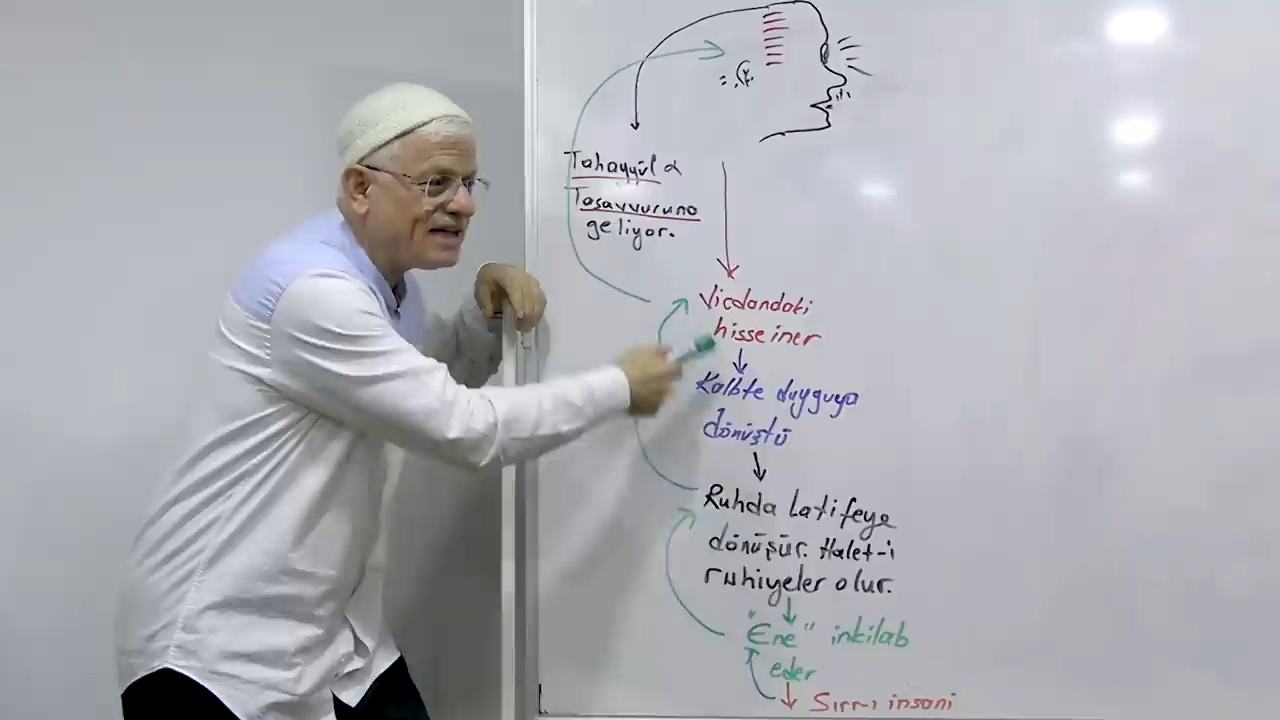 Tahayyül &
Tasavvuruna
geliyor.
Vicdandaki
hisse iner
Kalbte duyguya
dönüştü
Ruhda Latifeye
dönüşür. Halet-i
ruhiyeler olur.
"Ene" inkilab
eder
Sırr-ı insani